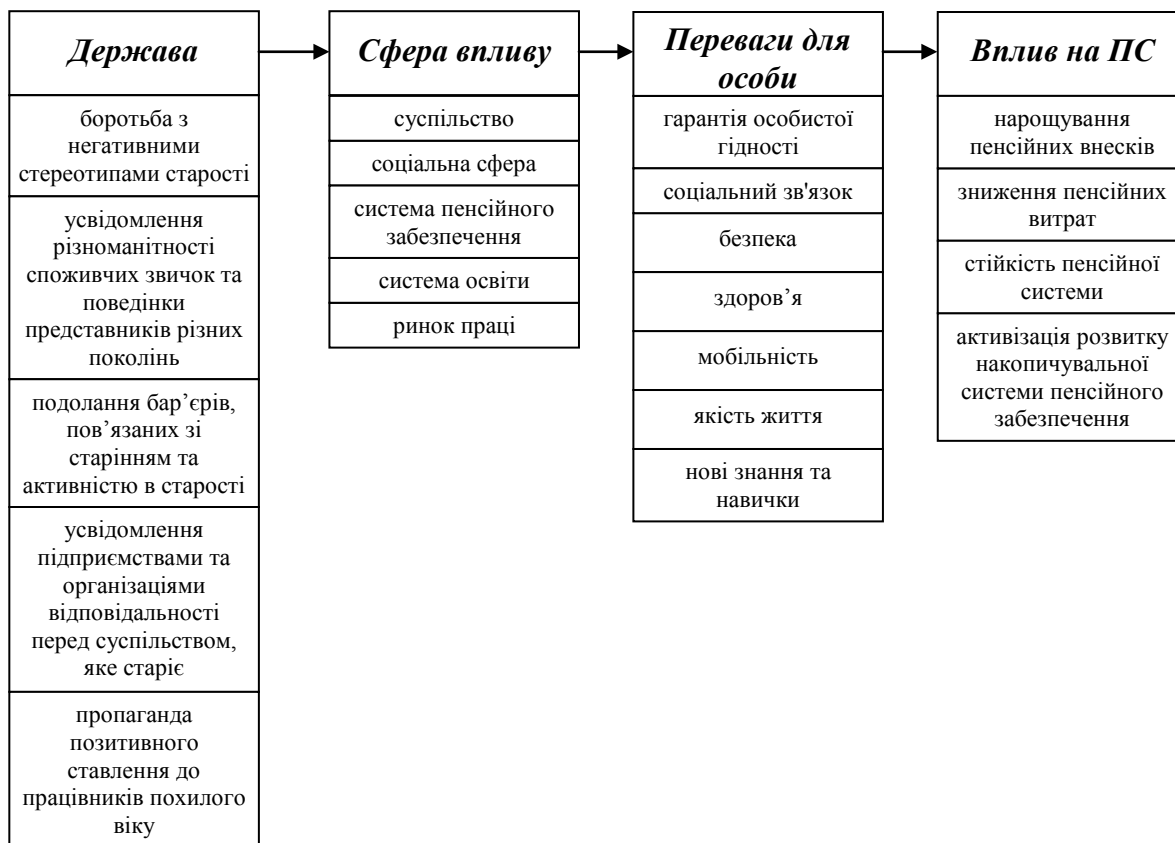 Держава
боротьба з
негативними
стереотипами старості
усвідомлення
різноманітності
споживчих звичок та
поведінки
представників різних
поколінь
подолання бар’єрів,
пов’язаних зі
старінням та
активністю в старості
усвідомлення
підприємствами та
організаціями
відповідальності
перед суспільством,
яке старіє
пропаганда
позитивного
ставлення до
працівників похилого
віку
Сфера впливу
суспільство
соціальна сфера
система пенсійного
забезпечення
система освіти
ринок праці
Переваги для
особи
гарантія особистої
гідності
соціальний зв'язок
безпека
здоров’я
мобільність
якість життя
нові знання та
навички
Вплив на ПС
нарощування
пенсійних внесків
зниження пенсійних
витрат
стійкість пенсійної
системи
активізація розвитку
накопичувальної
системи пенсійного
забезпечення